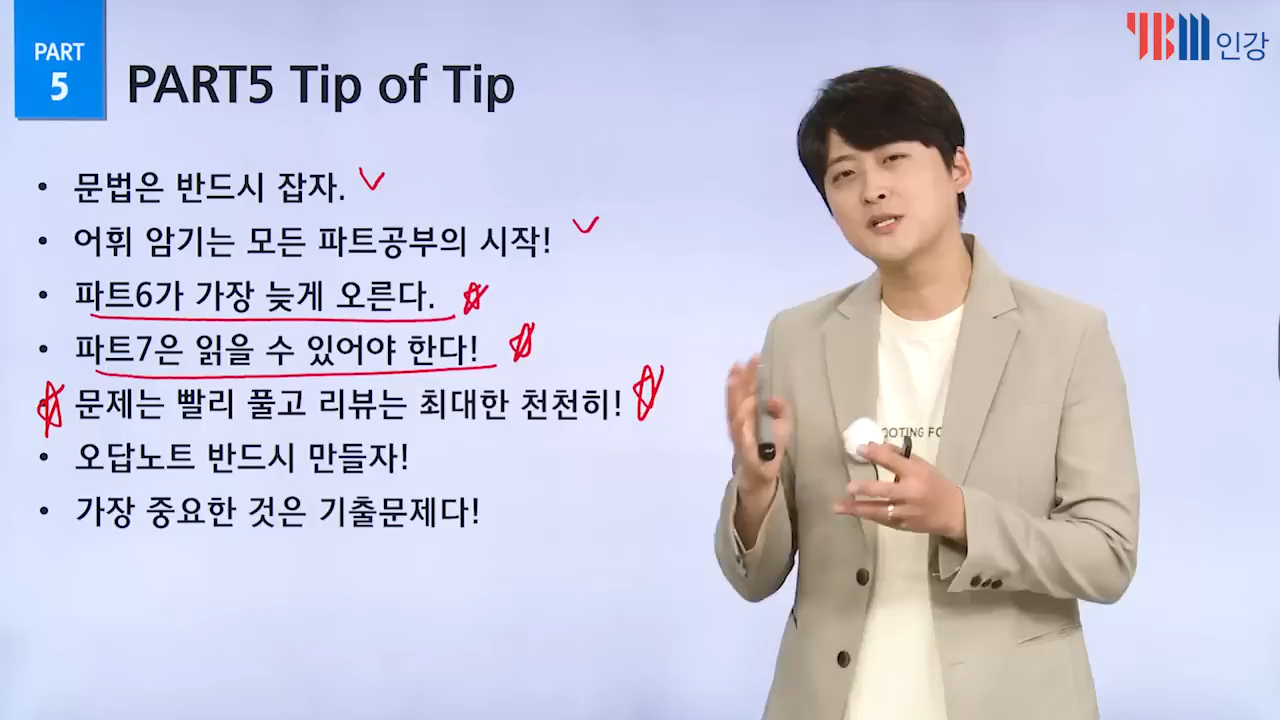 PART
5
PART5 Tip of Tip
YBM 인강
• 문법은 반드시 잡자.
• 어휘 암기는 모든 파트공부의 시작!
• 파트6가 가장 늦게 오른다.
• 파트7은 읽을 수 있어야 한다!
문제는 빨리 풀고 리뷰는 최대한 천천히!
• 오답노트 반드시 만들자!
• 가장 중요한 것은 기출문제다!